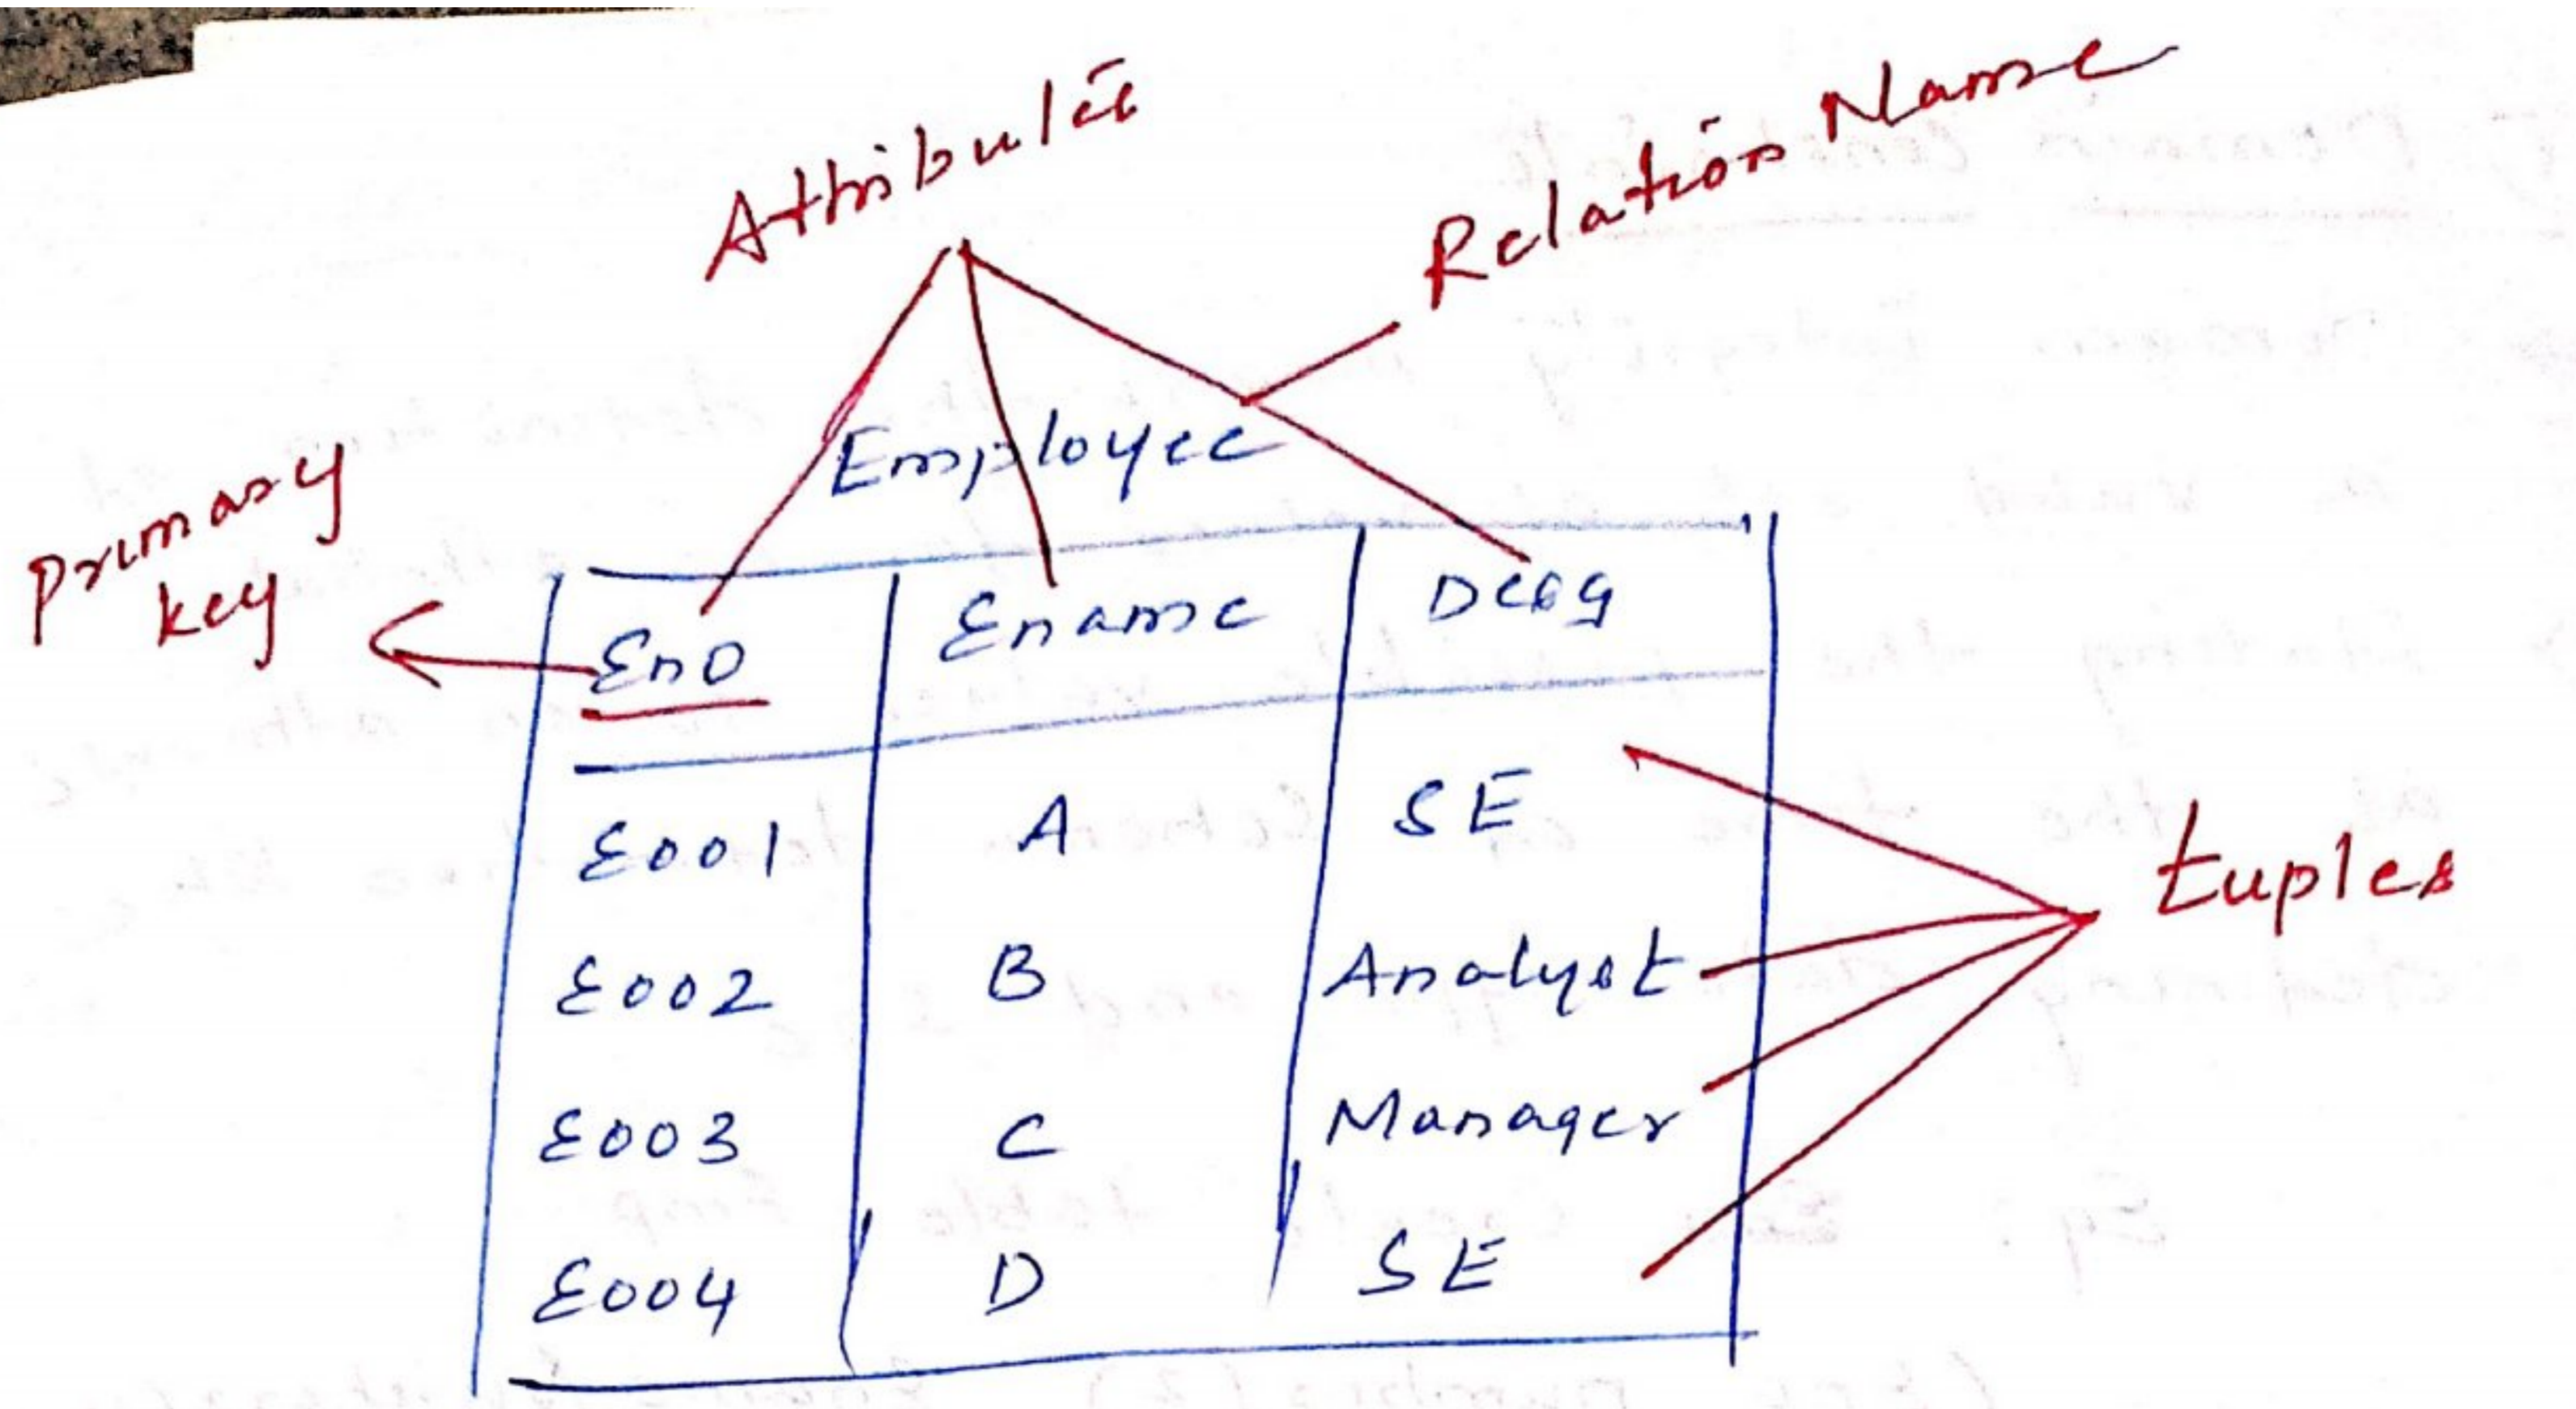 Attribute
Relation Name
Employee
Primary
key
Eno Ename Desg
E001 A SE
E002 B Analyst
E003 C Manager
E004 D SE
tuples